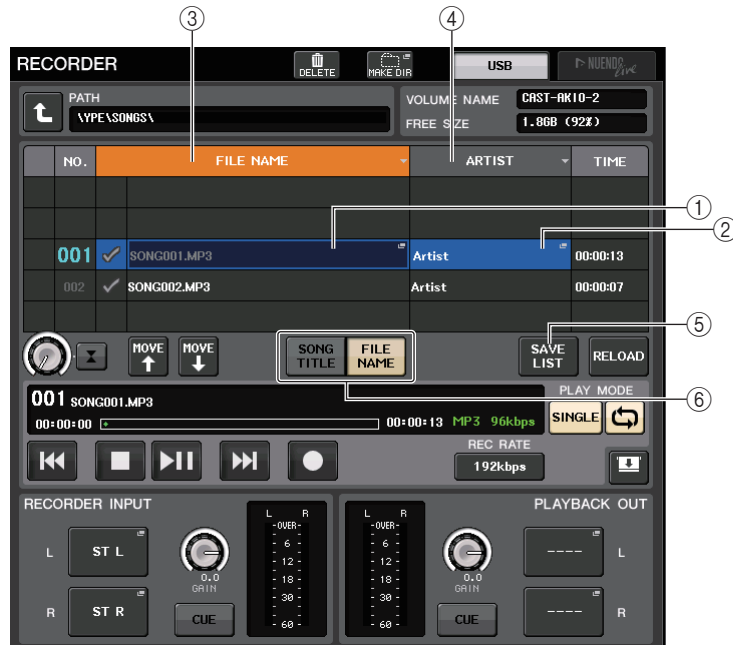 ③ ④
RECORDER DELETE MAKE DIR USB NUENDO Live
PATH
\YPE\SONGS\
VOLUME NAME CAST-AKIO-2
FREE SIZE 1.8GB (92%)
NO. FILE NAME ARTIST TIME
①
②
001 SONG001.MP3 Artist 00:00:13
002 SONG002.MP3 Artist 00:00:07
⑤
MOVE MOVE SONG TITLE FILE NAME SAVE LIST RELOAD
001 SONG001.MP3 PLAY MODE
⑥
00:00:00 00:00:13 MP3 96kbps SINGLE
REC RATE
192kbps
RECORDER INPUT PLAYBACK OUT
L R
-OVER-
6
12
18
30
60
L R
-OVER-
6
12
18
30
60
L ST L
0.0
GAIN
R ST R
CUE
0.0
GAIN
CUE
---- L
---- R